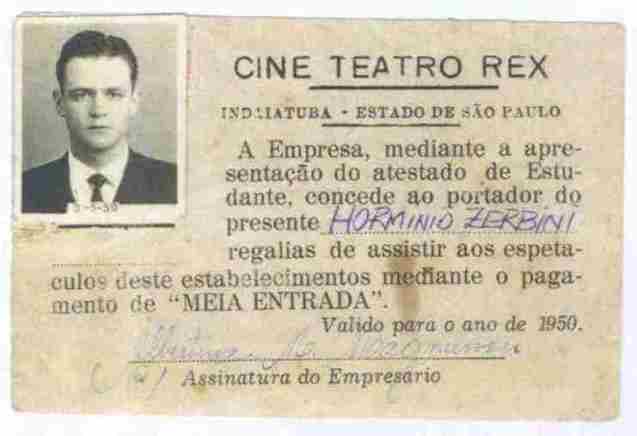 CINE TEATRO REX
INDAIATUBA - ESTADO DE SÃO PAULO
A Empresa, mediante a apre-
sentação do atestado de Estu-
dante, concede ao portador do
presente HORMINIO ZERBINI
regalias de assistir aos espeta-
culos deste estabelecimentos mediante o paga-
mento de “MEIA ENTRADA”.
Valido para o ano de 1950.
Assinatura do Empresario